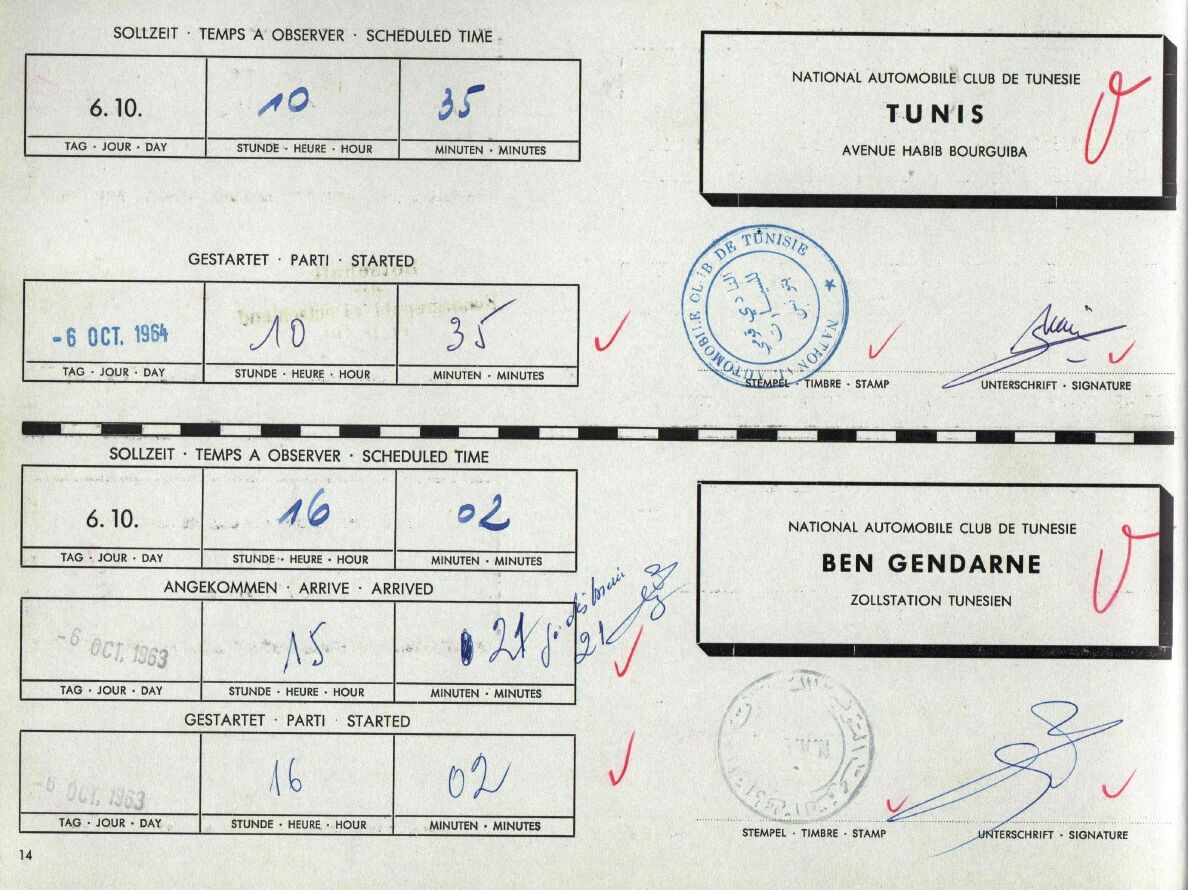 SOLLZEIT · TEMPS A OBSERVER · SCHEDULED TIME
6.10. 10 35
TAG · JOUR · DAY STUNDE · HEURE · HOUR MINUTEN · MINUTES
NATIONAL AUTOMOBILE CLUB DE TUNESIE
TUNIS
AVENUE HABIB BOURGUIBA
GESTARTET · PARTI · STARTED
-6 OCT. 1964 10 35
TAG · JOUR · DAY STUNDE · HEURE · HOUR MINUTEN · MINUTES
NATIONAL AUTOMOBILE CLUB DE TUNISIE
STEMPEL · TIMBRE · STAMP UNTERSCHRIFT · SIGNATURE
SOLLZEIT · TEMPS A OBSERVER · SCHEDULED TIME
6.10. 16 02
TAG · JOUR · DAY STUNDE · HEURE · HOUR MINUTEN · MINUTES
NATIONAL AUTOMOBILE CLUB DE TUNESIE
BEN GENDARNE
ZOLLSTATION TUNESIEN
ANGEKOMMEN · ARRIVE · ARRIVED
-6 OCT. 1963 15 21
21
TAG · JOUR · DAY STUNDE · HEURE · HOUR MINUTEN · MINUTES
GESTARTET · PARTI · STARTED
-6 OCT. 1963 16 02
TAG · JOUR · DAY STUNDE · HEURE · HOUR MINUTEN · MINUTES
STEMPEL · TIMBRE · STAMP UNTERSCHRIFT · SIGNATURE
14